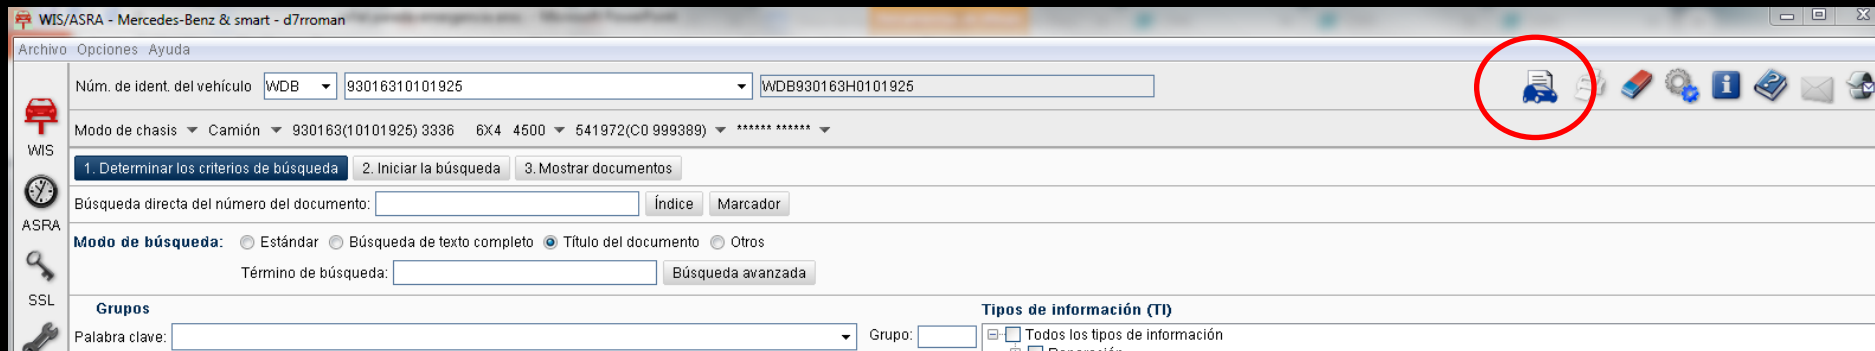 WIS/ASRA - Mercedes-Benz & smart - d7rroman
Archivo Opciones Ayuda
Núm. de ident. del vehículo WDB 93016310101925 WDB930163H0101925
Modo de chasis Camión 930163(10101925) 3336 6X4 4500 541972(C0 999389) ****** ******
WIS
1. Determinar los criterios de búsqueda 2. Iniciar la búsqueda 3. Mostrar documentos
Búsqueda directa del número del documento: Índice Marcador
ASRA
Modo de búsqueda: Estándar Búsqueda de texto completo Título del documento Otros
Término de búsqueda: Búsqueda avanzada
SSL
Grupos Tipos de información (TI)
Palabra clave: Grupo: Todos los tipos de información